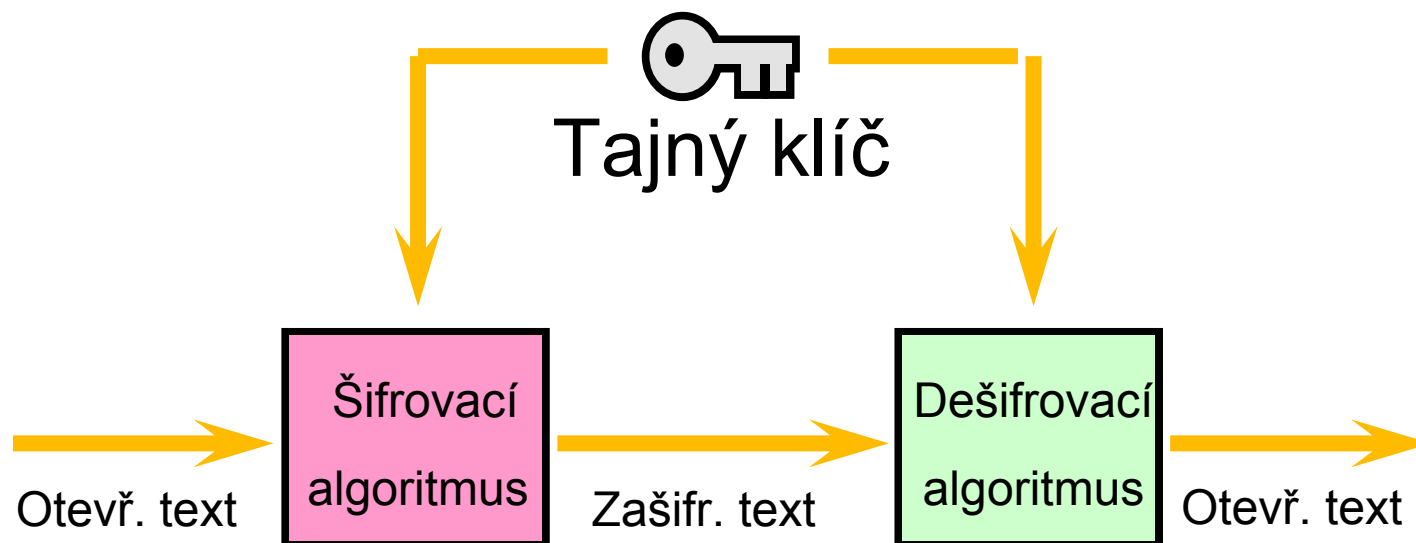 Tajný klíč
Šifrovací
algoritmus
Dešifrovací
algoritmus
Otevř. text
Zašifr. text
Otevř. text